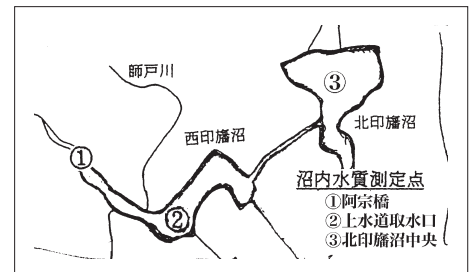 師戸川
③
西印旛沼
北印旛沼
①
②
沼内水質測定点
①阿宗橋
②上水道取水口
③北印旛沼中央